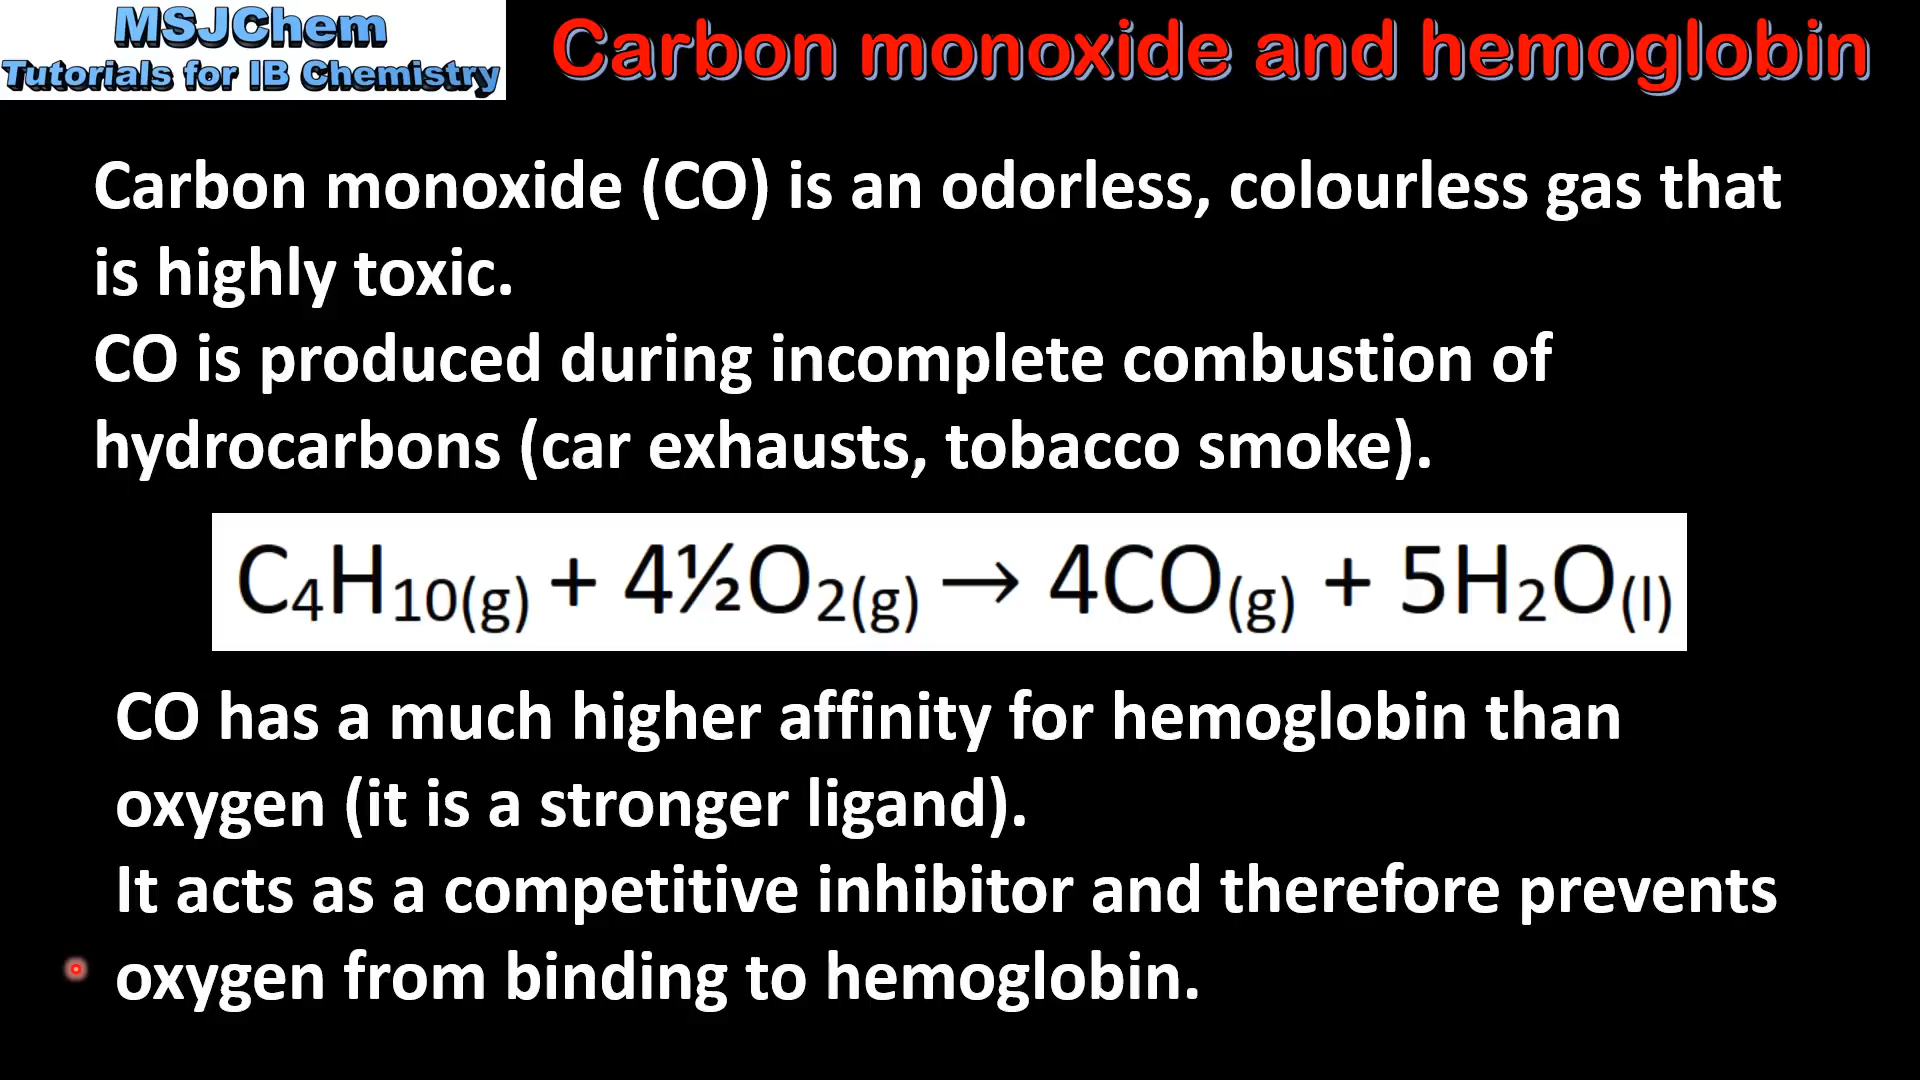 MSJChem
Tutorials for IB Chemistry
Carbon monoxide and hemoglobin
Carbon monoxide (CO) is an odorless, colourless gas that
is highly toxic.
CO is produced during incomplete combustion of
hydrocarbons (car exhausts, tobacco smoke).
C₄H₁₀(g) + 4½O₂(g) → 4CO(g) + 5H₂O(l)
CO has a much higher affinity for hemoglobin than
oxygen (it is a stronger ligand).
It acts as a competitive inhibitor and therefore prevents
oxygen from binding to hemoglobin.